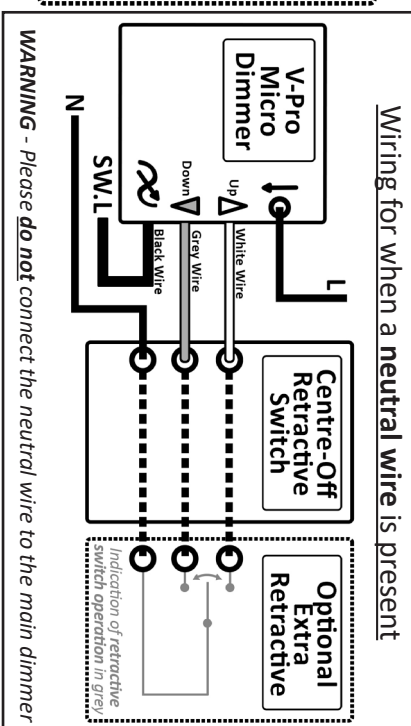 Wiring for when a neutral wire is present
V-Pro
Micro
Dimmer
L
Up
Down
White Wire
Grey Wire
Black Wire
SW.L
N
Centre-Off
Retractive
Switch
Optional
Extra
Retractive
Indication of retractive
switch operation in grey
WARNING - Please do not connect the neutral wire to the main dimmer